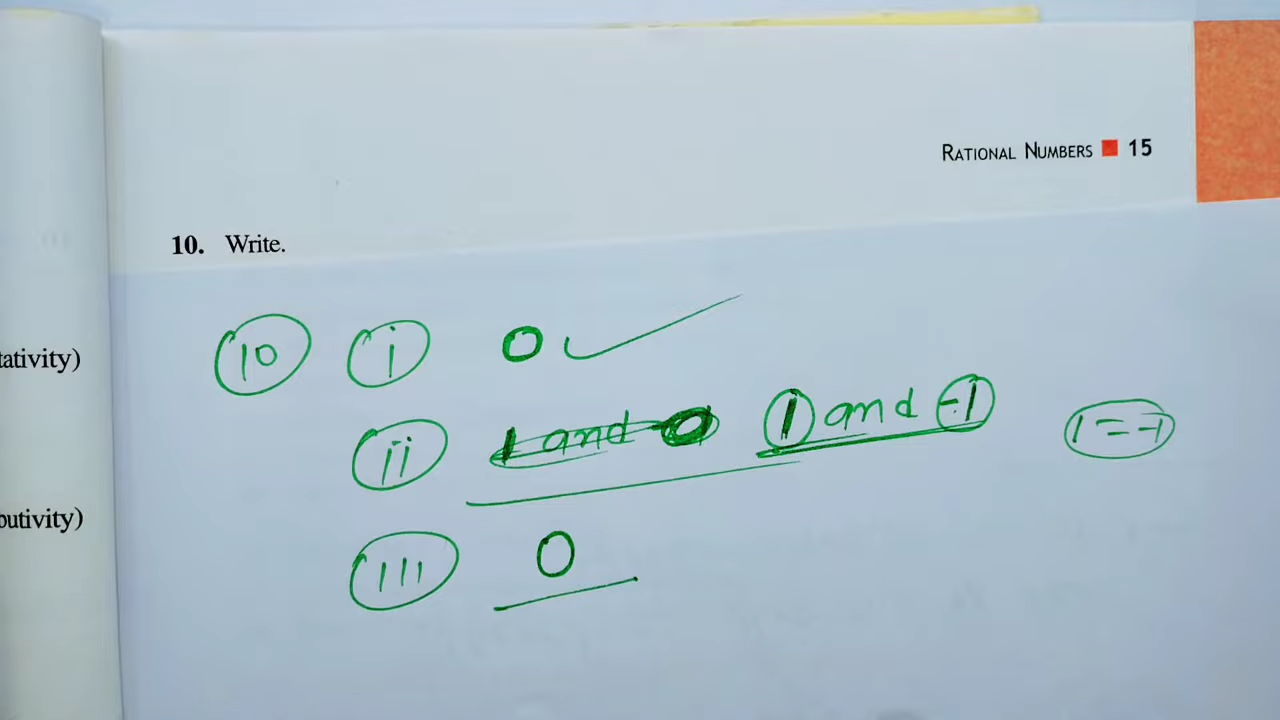 RATIONAL NUMBERS 15
10. Write.
10 i 0
tativity)
ii 1 and 0 1 and -1 1 = -1
butivity)
iii 0